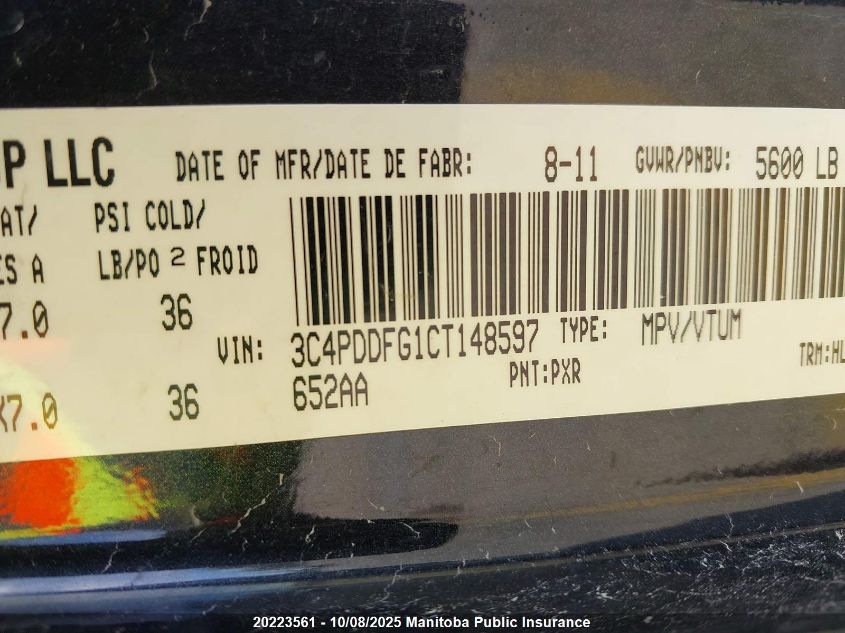 P LLC DATE OF MFR/DATE DE FABR: 8-11 GVWR/PNBV: 5600 LB
AT/ PSI COLD/
ES A LB/PO 2 FROID
7.0 36
VIN: 3C4PDDFG1CT148597 TYPE: MPV/VTUM
X7.0 36 652AA PNT:PXR TRM:HL
20223561 - 10/08/2025 Manitoba Public Insurance